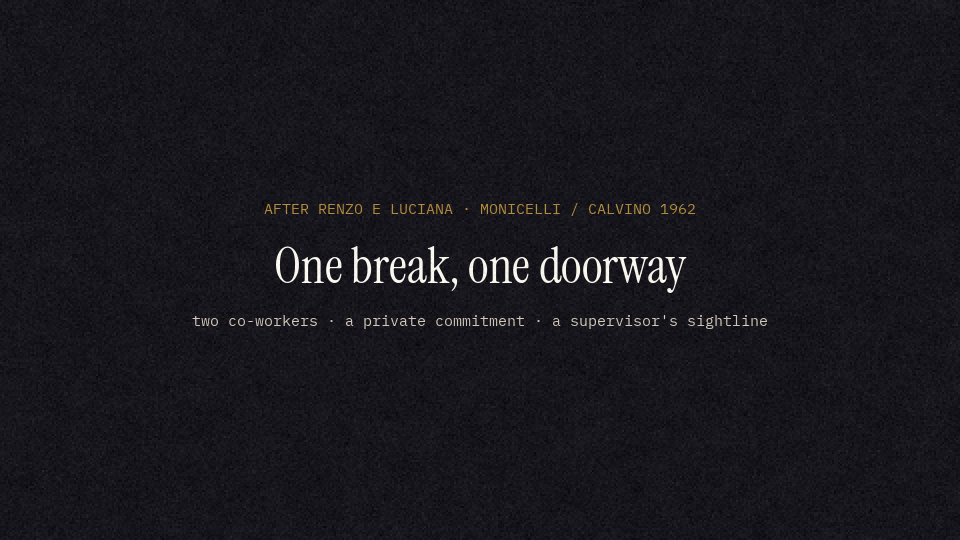 AFTER RENZO E LUCIANA · MONICELLI / CALVINO 1962
One break, one doorway
two co-workers · a private commitment · a supervisor's sightline